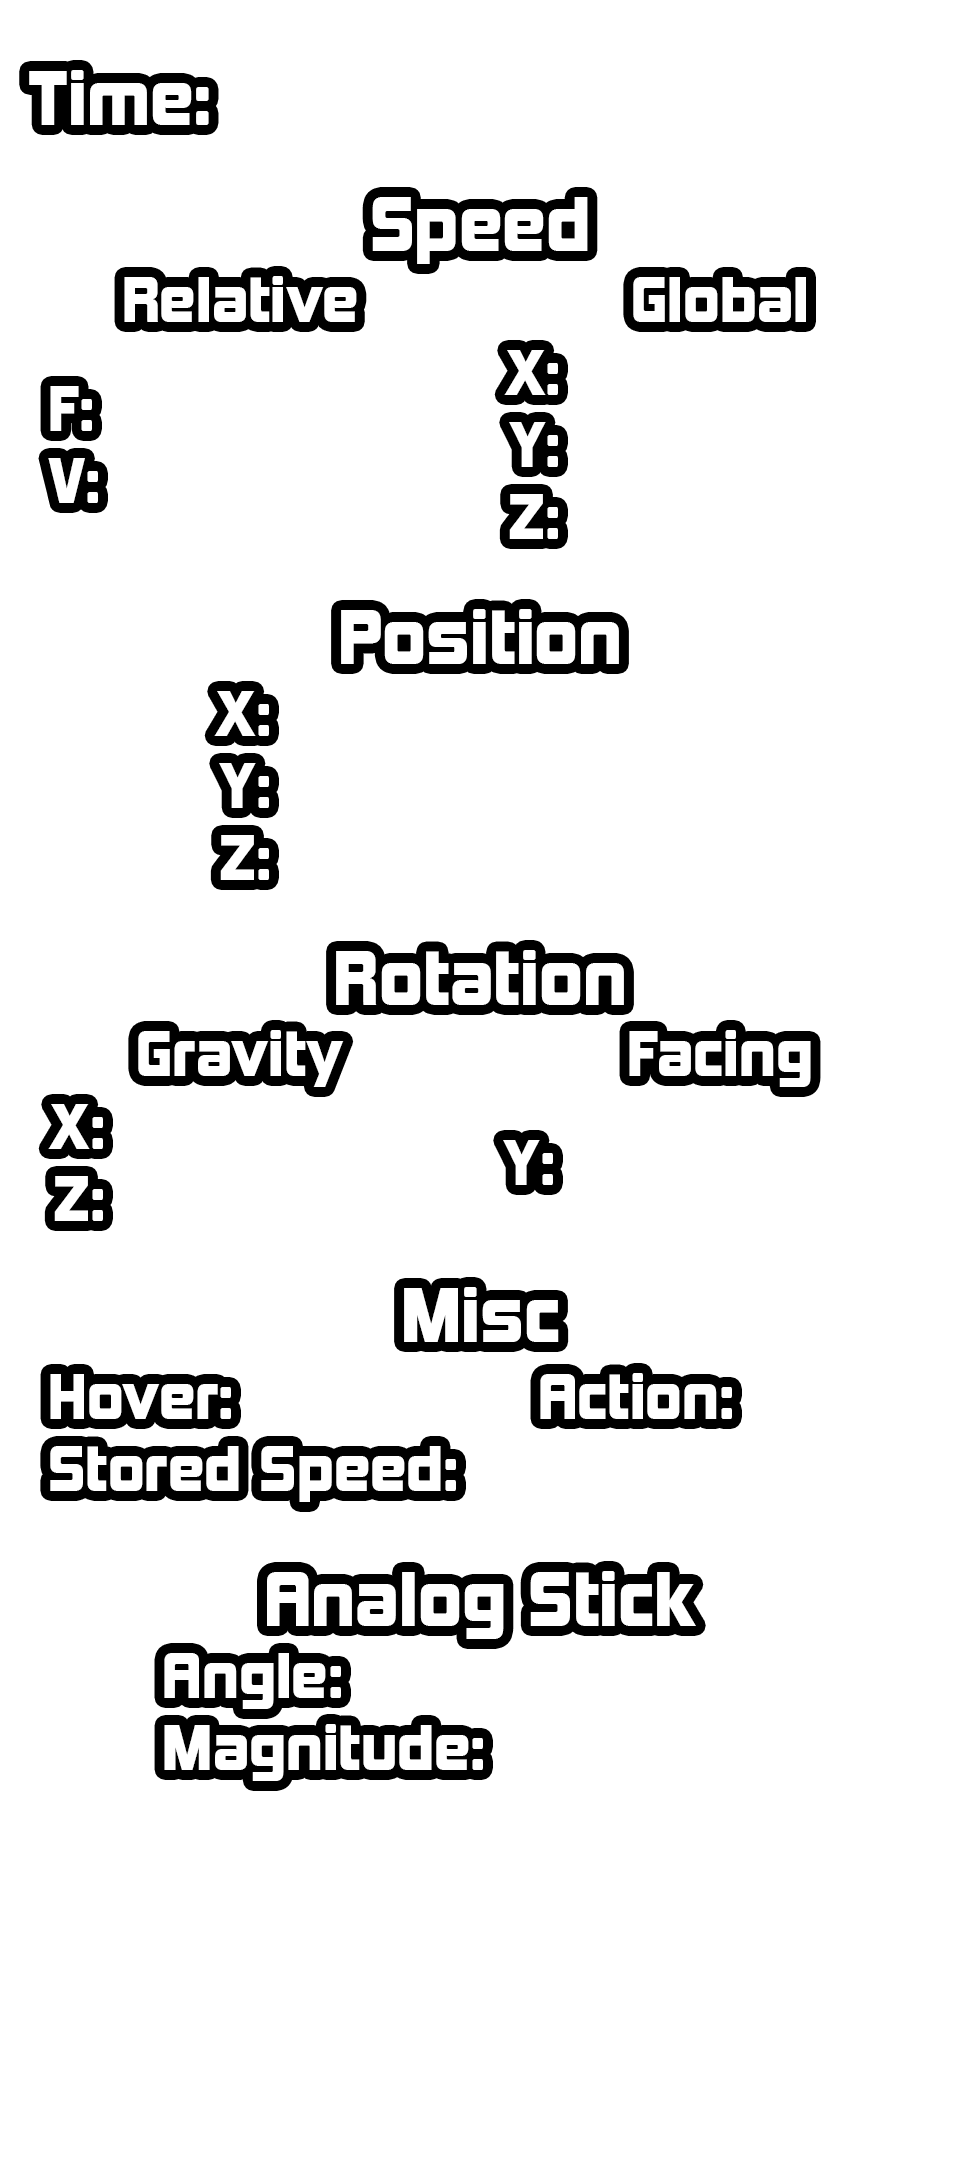 Time:
Speed
Relative Global
F:
V:
X:
Y:
Z:
Position
X:
Y:
Z:
Rotation
Gravity Facing
X:
Z:
Y:
Misc
Hover: Action:
Stored Speed:
Analog Stick
Angle:
Magnitude: